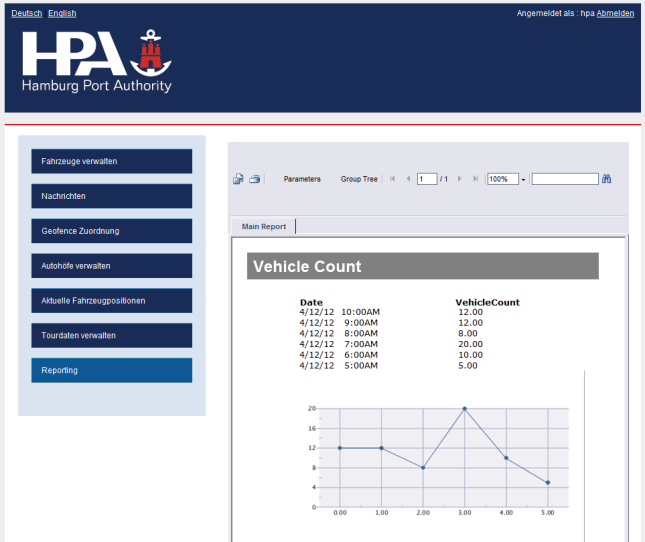 Deutsch English
Angemeldet als : hpa Abmelden
HPA
Hamburg Port Authority
Fahrzeuge verwalten
Nachrichten
Geofence Zuordnung
Autohöfe verwalten
Aktuelle Fahrzeugpositionen
Tourdaten verwalten
Reporting
Parameters Group Tree 1 / 1 100%
Main Report
Vehicle Count
Date VehicleCount
4/12/12 10:00AM 12.00
4/12/12 9:00AM 12.00
4/12/12 8:00AM 8.00
4/12/12 7:00AM 20.00
4/12/12 6:00AM 10.00
4/12/12 5:00AM 5.00
20
16
12
8
4
0
0.00 1.00 2.00 3.00 4.00 5.00